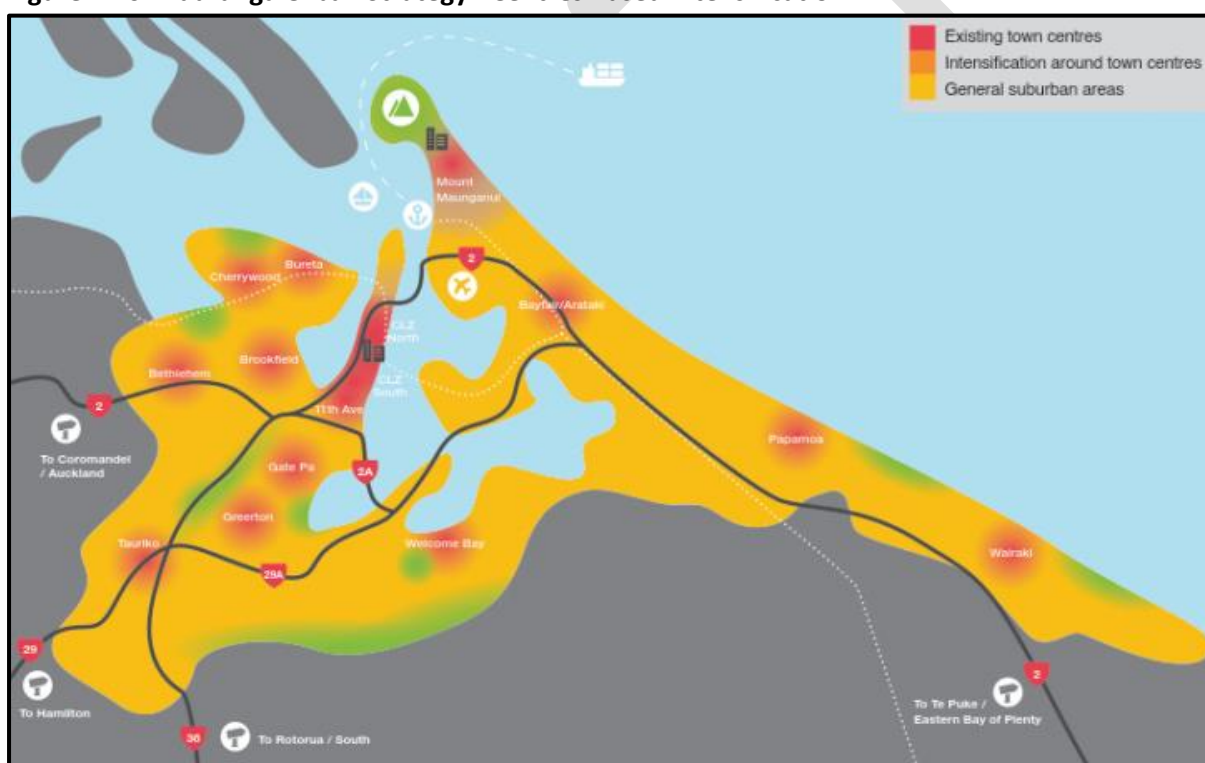 Existing town centres
Intensification around town centres
General suburban areas
Mount
Maunganui
2
Cherrywood
Bureta
Bayfair/Arataki
CLZ
North
Brookfield
Bethlehem
CLZ
South
2
11th Ave
To Coromandel
/ Auckland
Gate Pa
2A
Papamoa
Greerton
Tauriko
Welcome Bay
Wairaki
29A
29
2
To Hamilton
To Te Puke /
Eastern Bay of Plenty
36
To Rotorua / South